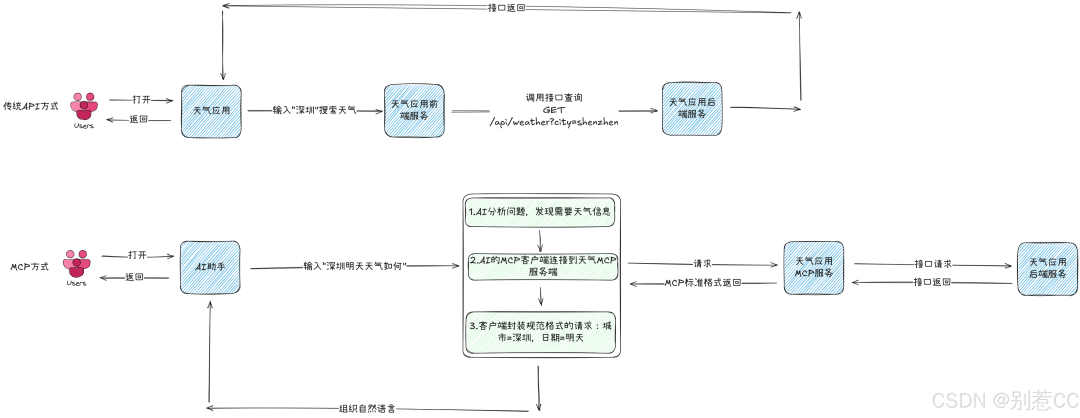 接口返回
传统API方式
Users
打开
返回
天气应用
输入"深圳"搜索天气
天气应用前
端服务
调用接口查询
GET
/api/weather?city=shenzhen
天气应用后
端服务
MCP方式
Users
打开
返回
AI助手
输入"深圳明天天气如何"
1.AI分析问题，发现需要天气信息
2.AI的MCP客户端连接到天气MCP
服务端
3.客户端封装规范格式的请求：城
市=深圳，日期=明天
请求
MCP标准格式返回
天气应用
MCP服务
接口请求
接口返回
天气应用
后端服务
组织自然语言
CSDN @别惹CC